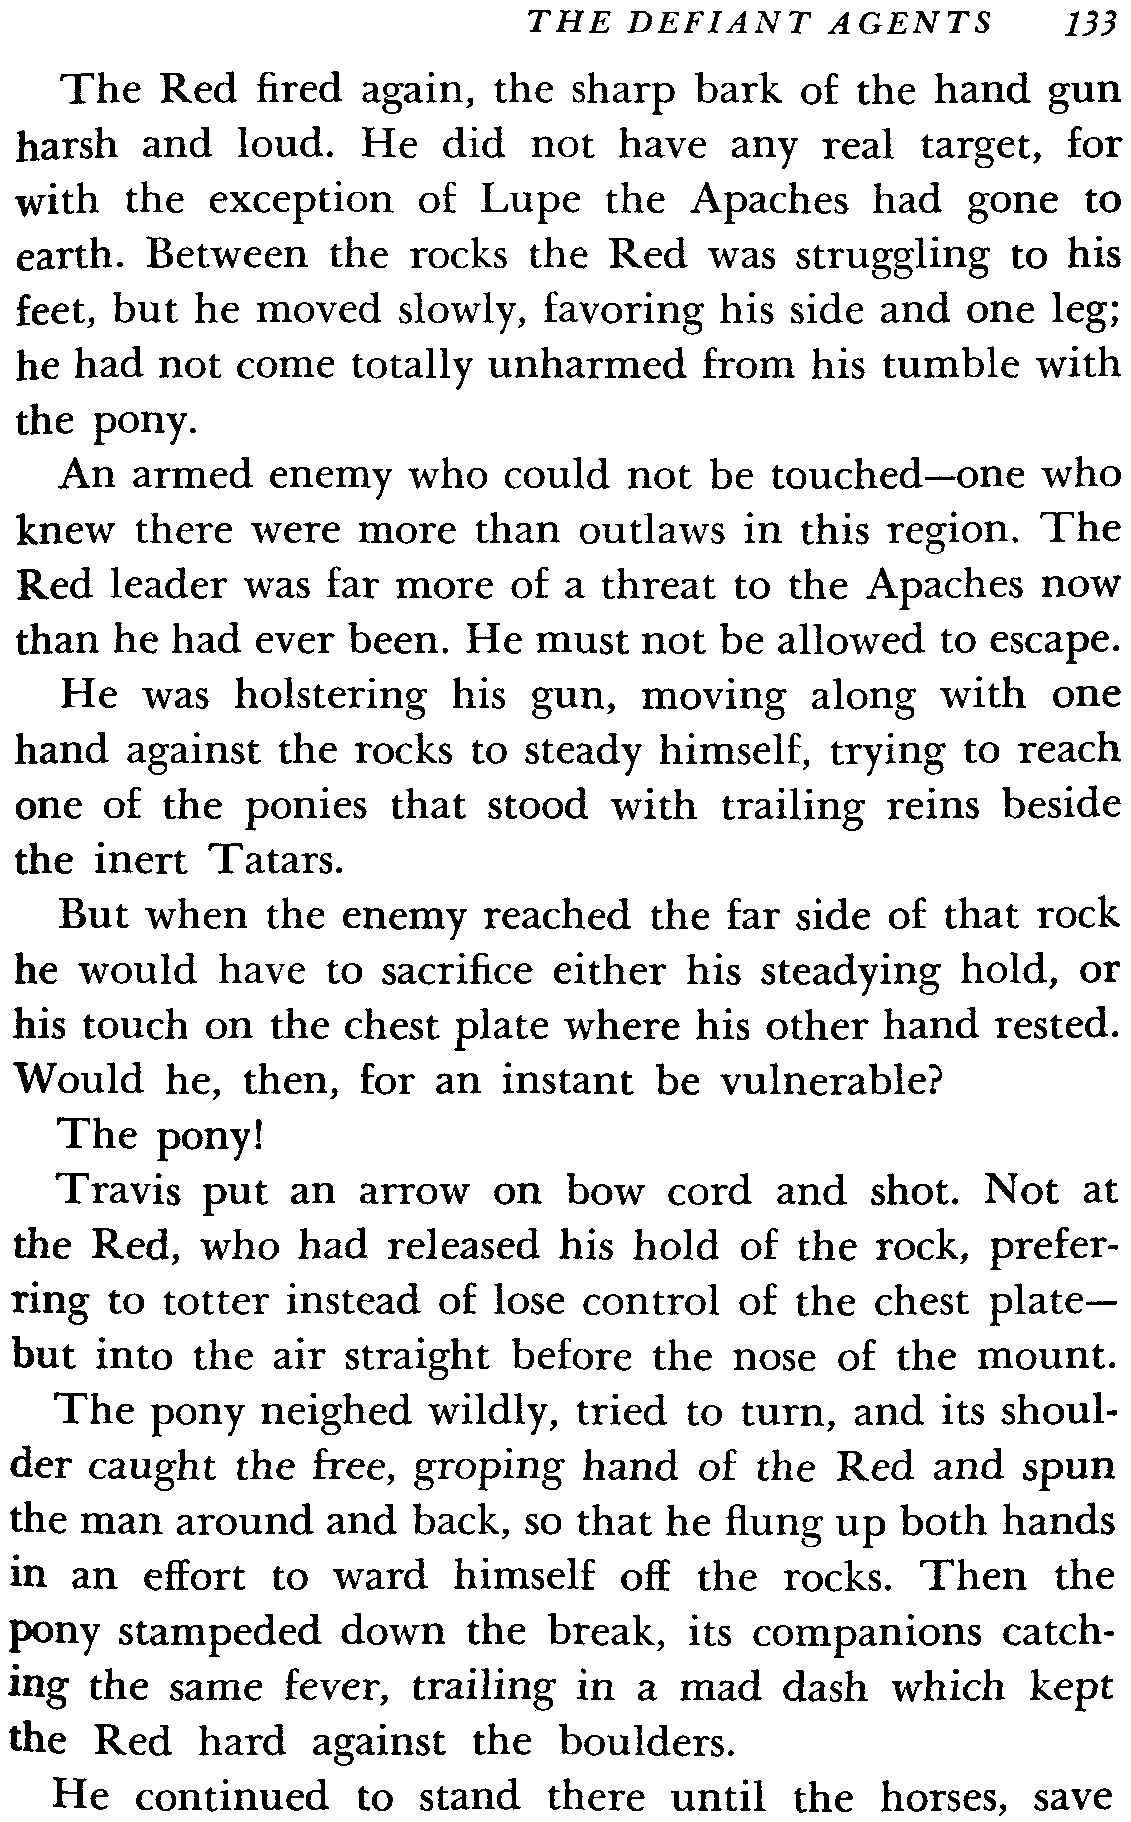 THE DEFIANT AGENTS 133
The Red fired again, the sharp bark of the hand gun
harsh and loud. He did not have any real target, for
with the exception of Lupe the Apaches had gone to
earth. Between the rocks the Red was struggling to his
feet, but he moved slowly, favoring his side and one leg;
he had not come totally unharmed from his tumble with
the pony.
An armed enemy who could not be touched—one who
knew there were more than outlaws in this region. The
Red leader was far more of a threat to the Apaches now
than he had ever been. He must not be allowed to escape.
He was holstering his gun, moving along with one
hand against the rocks to steady himself, trying to reach
one of the ponies that stood with trailing reins beside
the inert Tatars.
But when the enemy reached the far side of that rock
he would have to sacrifice either his steadying hold, or
his touch on the chest plate where his other hand rested.
Would he, then, for an instant be vulnerable?
The pony!
Travis put an arrow on bow cord and shot. Not at
the Red, who had released his hold of the rock, prefer-
ring to totter instead of lose control of the chest plate—
but into the air straight before the nose of the mount.
The pony neighed wildly, tried to turn, and its shoul-
der caught the free, groping hand of the Red and spun
the man around and back, so that he flung up both hands
in an effort to ward himself off the rocks. Then the
pony stampeded down the break, its companions catch-
ing the same fever, trailing in a mad dash which kept
the Red hard against the boulders.
He continued to stand there until the horses, save